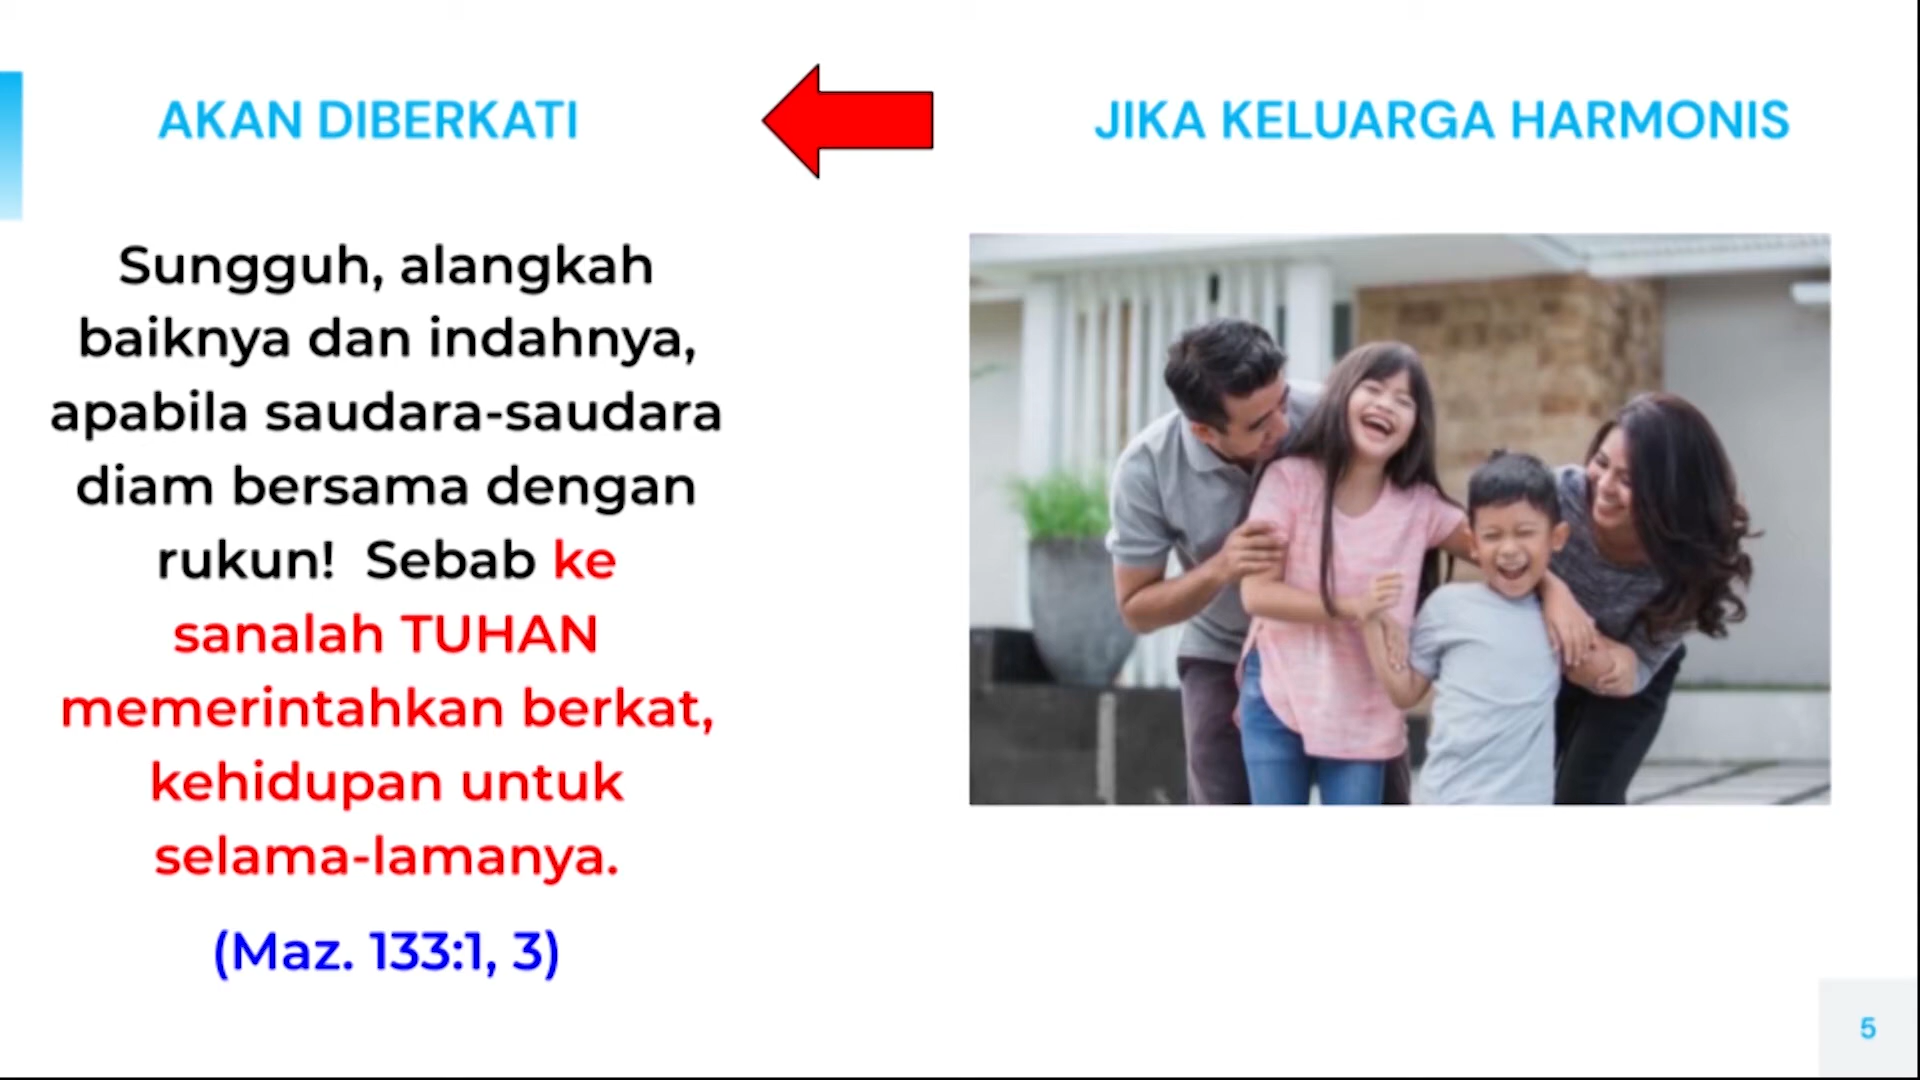 AKAN DIBERKATI
JIKA KELUARGA HARMONIS
Sungguh, alangkah
baiknya dan indahnya,
apabila saudara-saudara
diam bersama dengan
rukun!  Sebab ke
sanalah TUHAN
memerintahkan berkat,
kehidupan untuk
selama-lamanya.
(Maz. 133:1, 3)
5